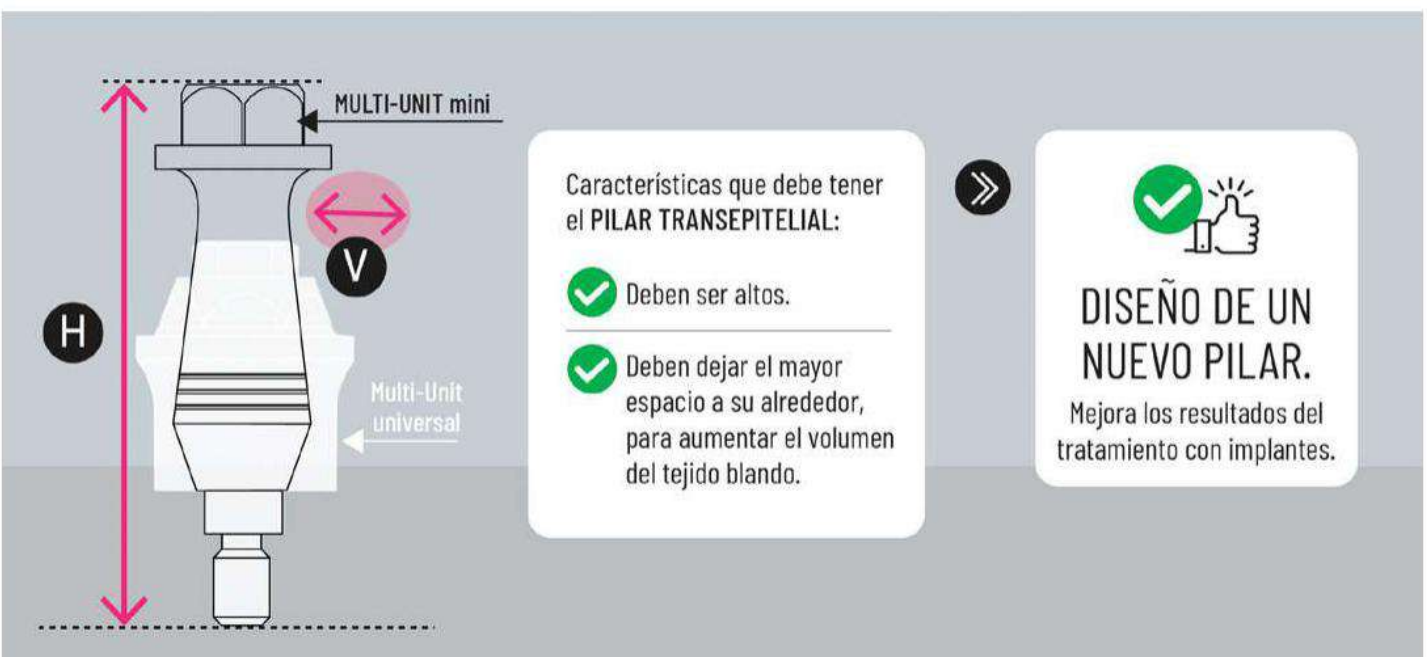 MULTI-UNIT mini
V
H
Multi-Unit
universal
Características que debe tener
el PILAR TRANSEPITELIAL:
Deben ser altos.
Deben dejar el mayor
espacio a su alrededor,
para aumentar el volumen
del tejido blando.
DISEÑO DE UN
NUEVO PILAR.
Mejora los resultados del
tratamiento con implantes.